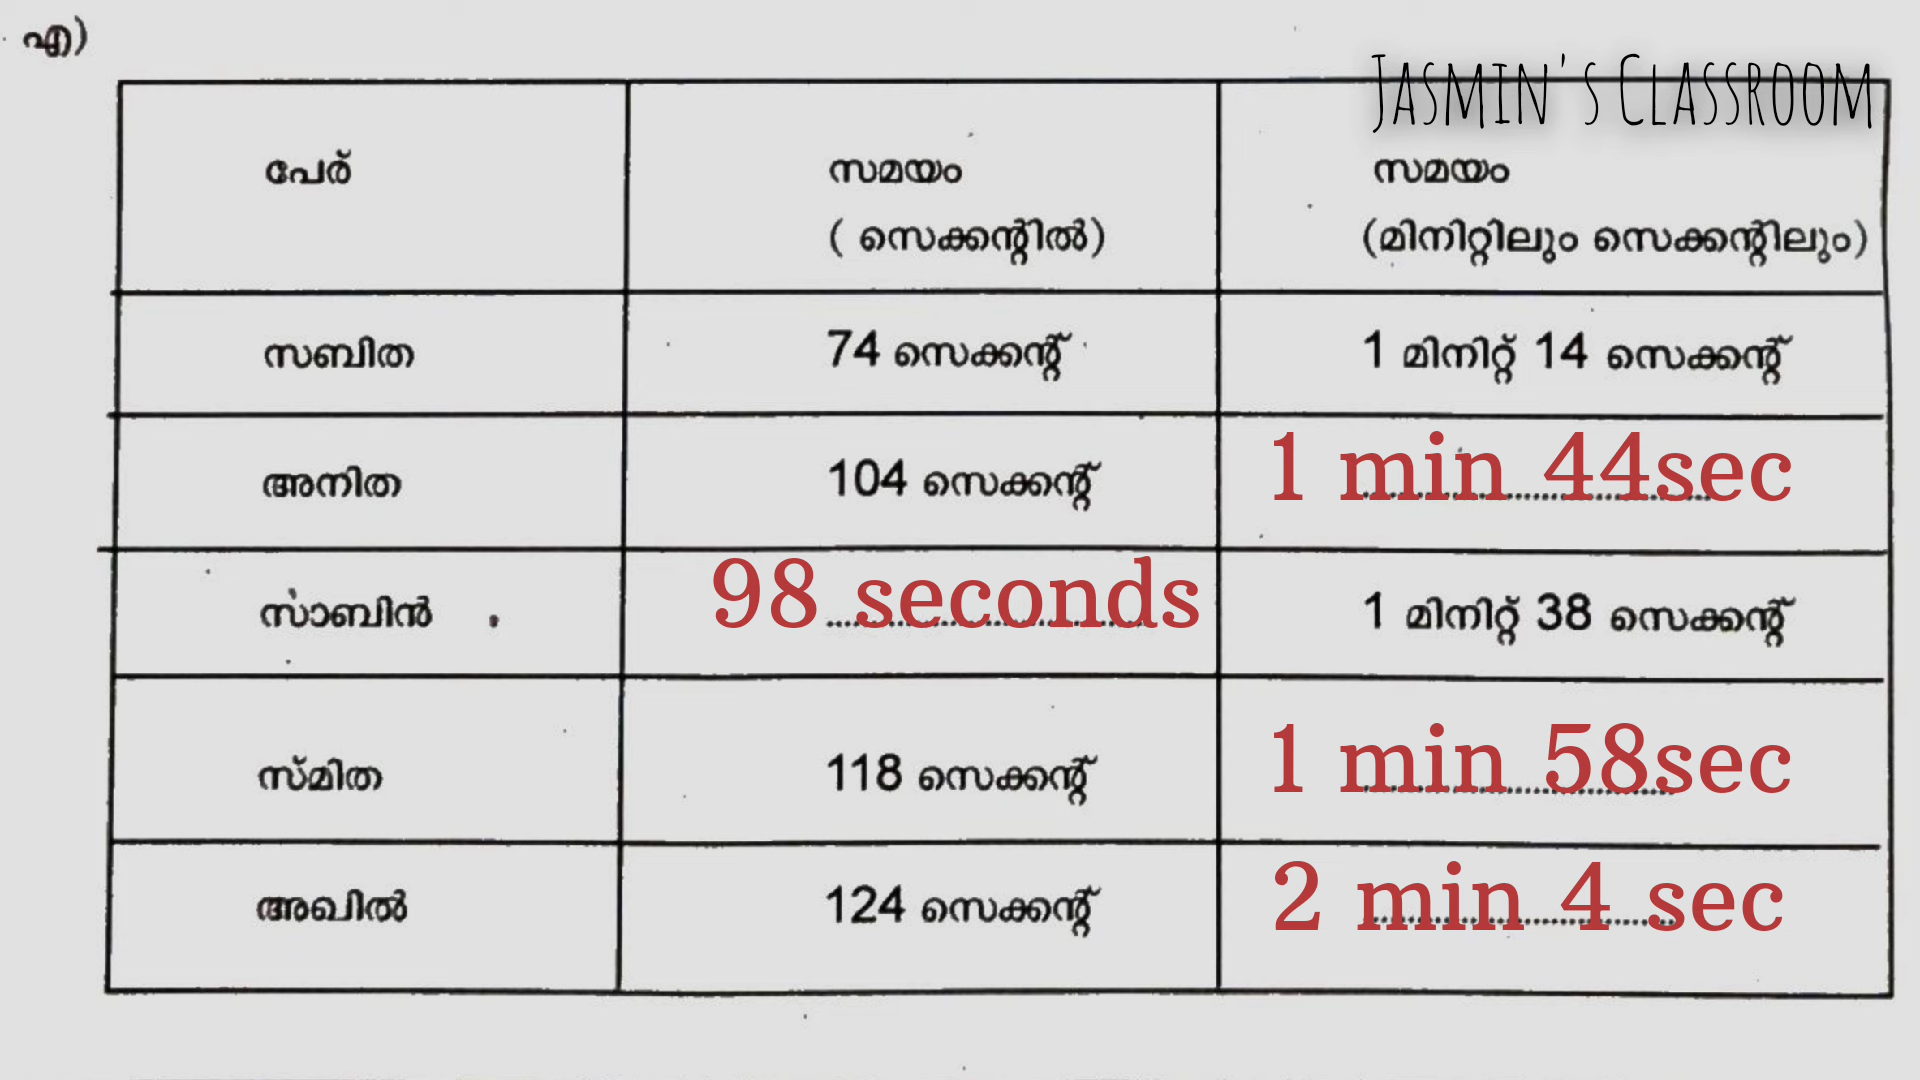 എ)
JASMIN'S CLASSROOM
പേര്
സമയം
( സെക്കന്റിൽ)
സമയം
(മിനിറ്റിലും സെക്കന്റിലും)
സബിത
74 സെക്കന്റ്
1 മിനിറ്റ് 14 സെക്കന്റ്
അനിത
104 സെക്കന്റ്
1 min 44sec
സാബിൻ
98 seconds
1 മിനിറ്റ് 38 സെക്കന്റ്
സ്മിത
118 സെക്കന്റ്
1 min 58sec
അഖിൽ
124 സെക്കന്റ്
2 min 4 sec